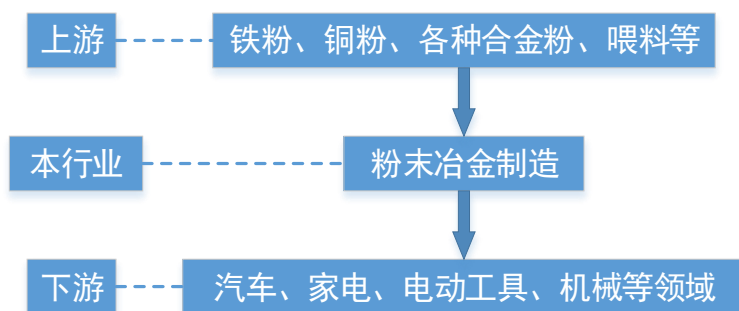 上游
铁粉、铜粉、各种合金粉、喂料等
本行业
粉末冶金制造
下游
汽车、家电、电动工具、机械等领域